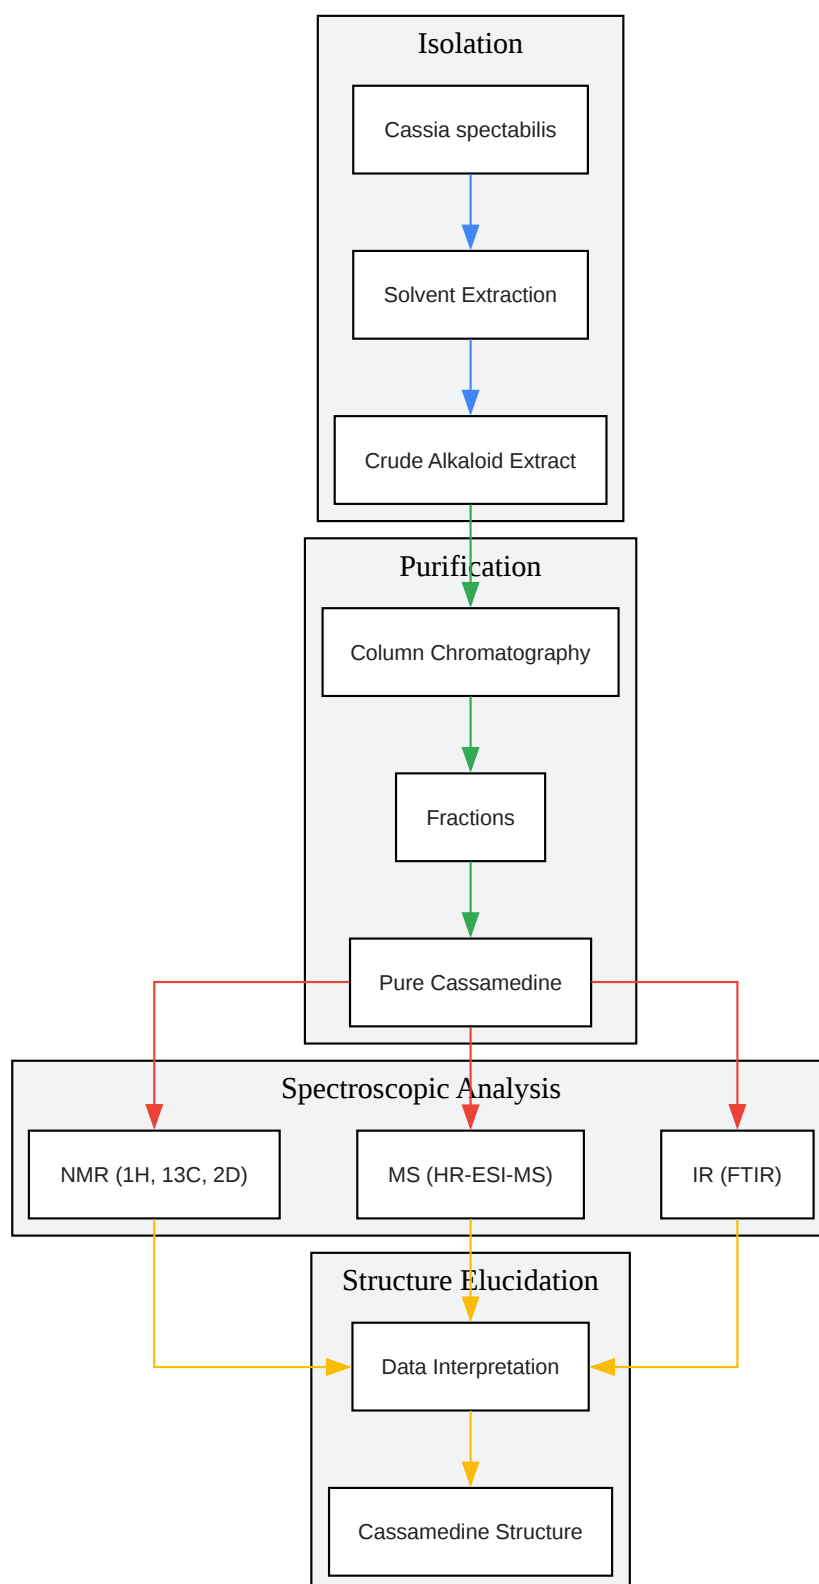 Isolation
Cassia spectabilis
Solvent Extraction
Crude Alkaloid Extract
Purification
Column Chromatography
Fractions
Pure Cassamedine
Spectroscopic Analysis
NMR (1H, 13C, 2D)
MS (HR-ESI-MS)
IR (FTIR)
Structure Elucidation
Data Interpretation
Cassamedine Structure